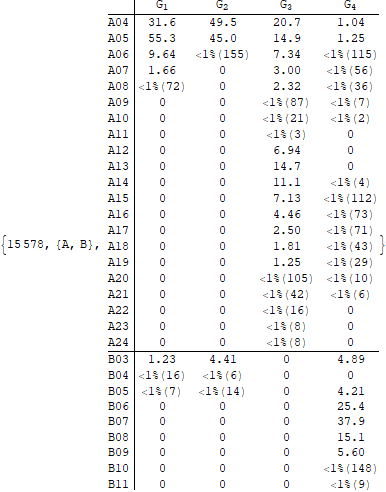 G1 G2 G3 G4
A04 31.6 49.5 20.7 1.04
A05 55.3 45.0 14.9 1.25
A06 9.64 <1%(155) 7.34 <1%(115)
A07 1.66 0 3.00 <1%(56)
A08 <1%(72) 0 2.32 <1%(36)
A09 0 0 <1%(87) <1%(7)
A10 0 0 <1%(21) <1%(2)
A11 0 0 <1%(3) 0
A12 0 0 6.94 0
A13 0 0 14.7 0
A14 0 0 11.1 <1%(4)
A15 0 0 7.13 <1%(112)
A16 0 0 4.46 <1%(73)
A17 0 0 2.50 <1%(71)
{15578, {A, B}, A18 0 0 1.81 <1%(43) }
A19 0 0 1.25 <1%(29)
A20 0 0 <1%(105) <1%(10)
A21 0 0 <1%(42) <1%(6)
A22 0 0 <1%(16) 0
A23 0 0 <1%(8) 0
A24 0 0 <1%(8) 0
B03 1.23 4.41 0 4.89
B04 <1%(16) <1%(6) 0 0
B05 <1%(7) <1%(14) 0 4.21
B06 0 0 0 25.4
B07 0 0 0 37.9
B08 0 0 0 15.1
B09 0 0 0 5.60
B10 0 0 0 <1%(148)
B11 0 0 0 <1%(9)